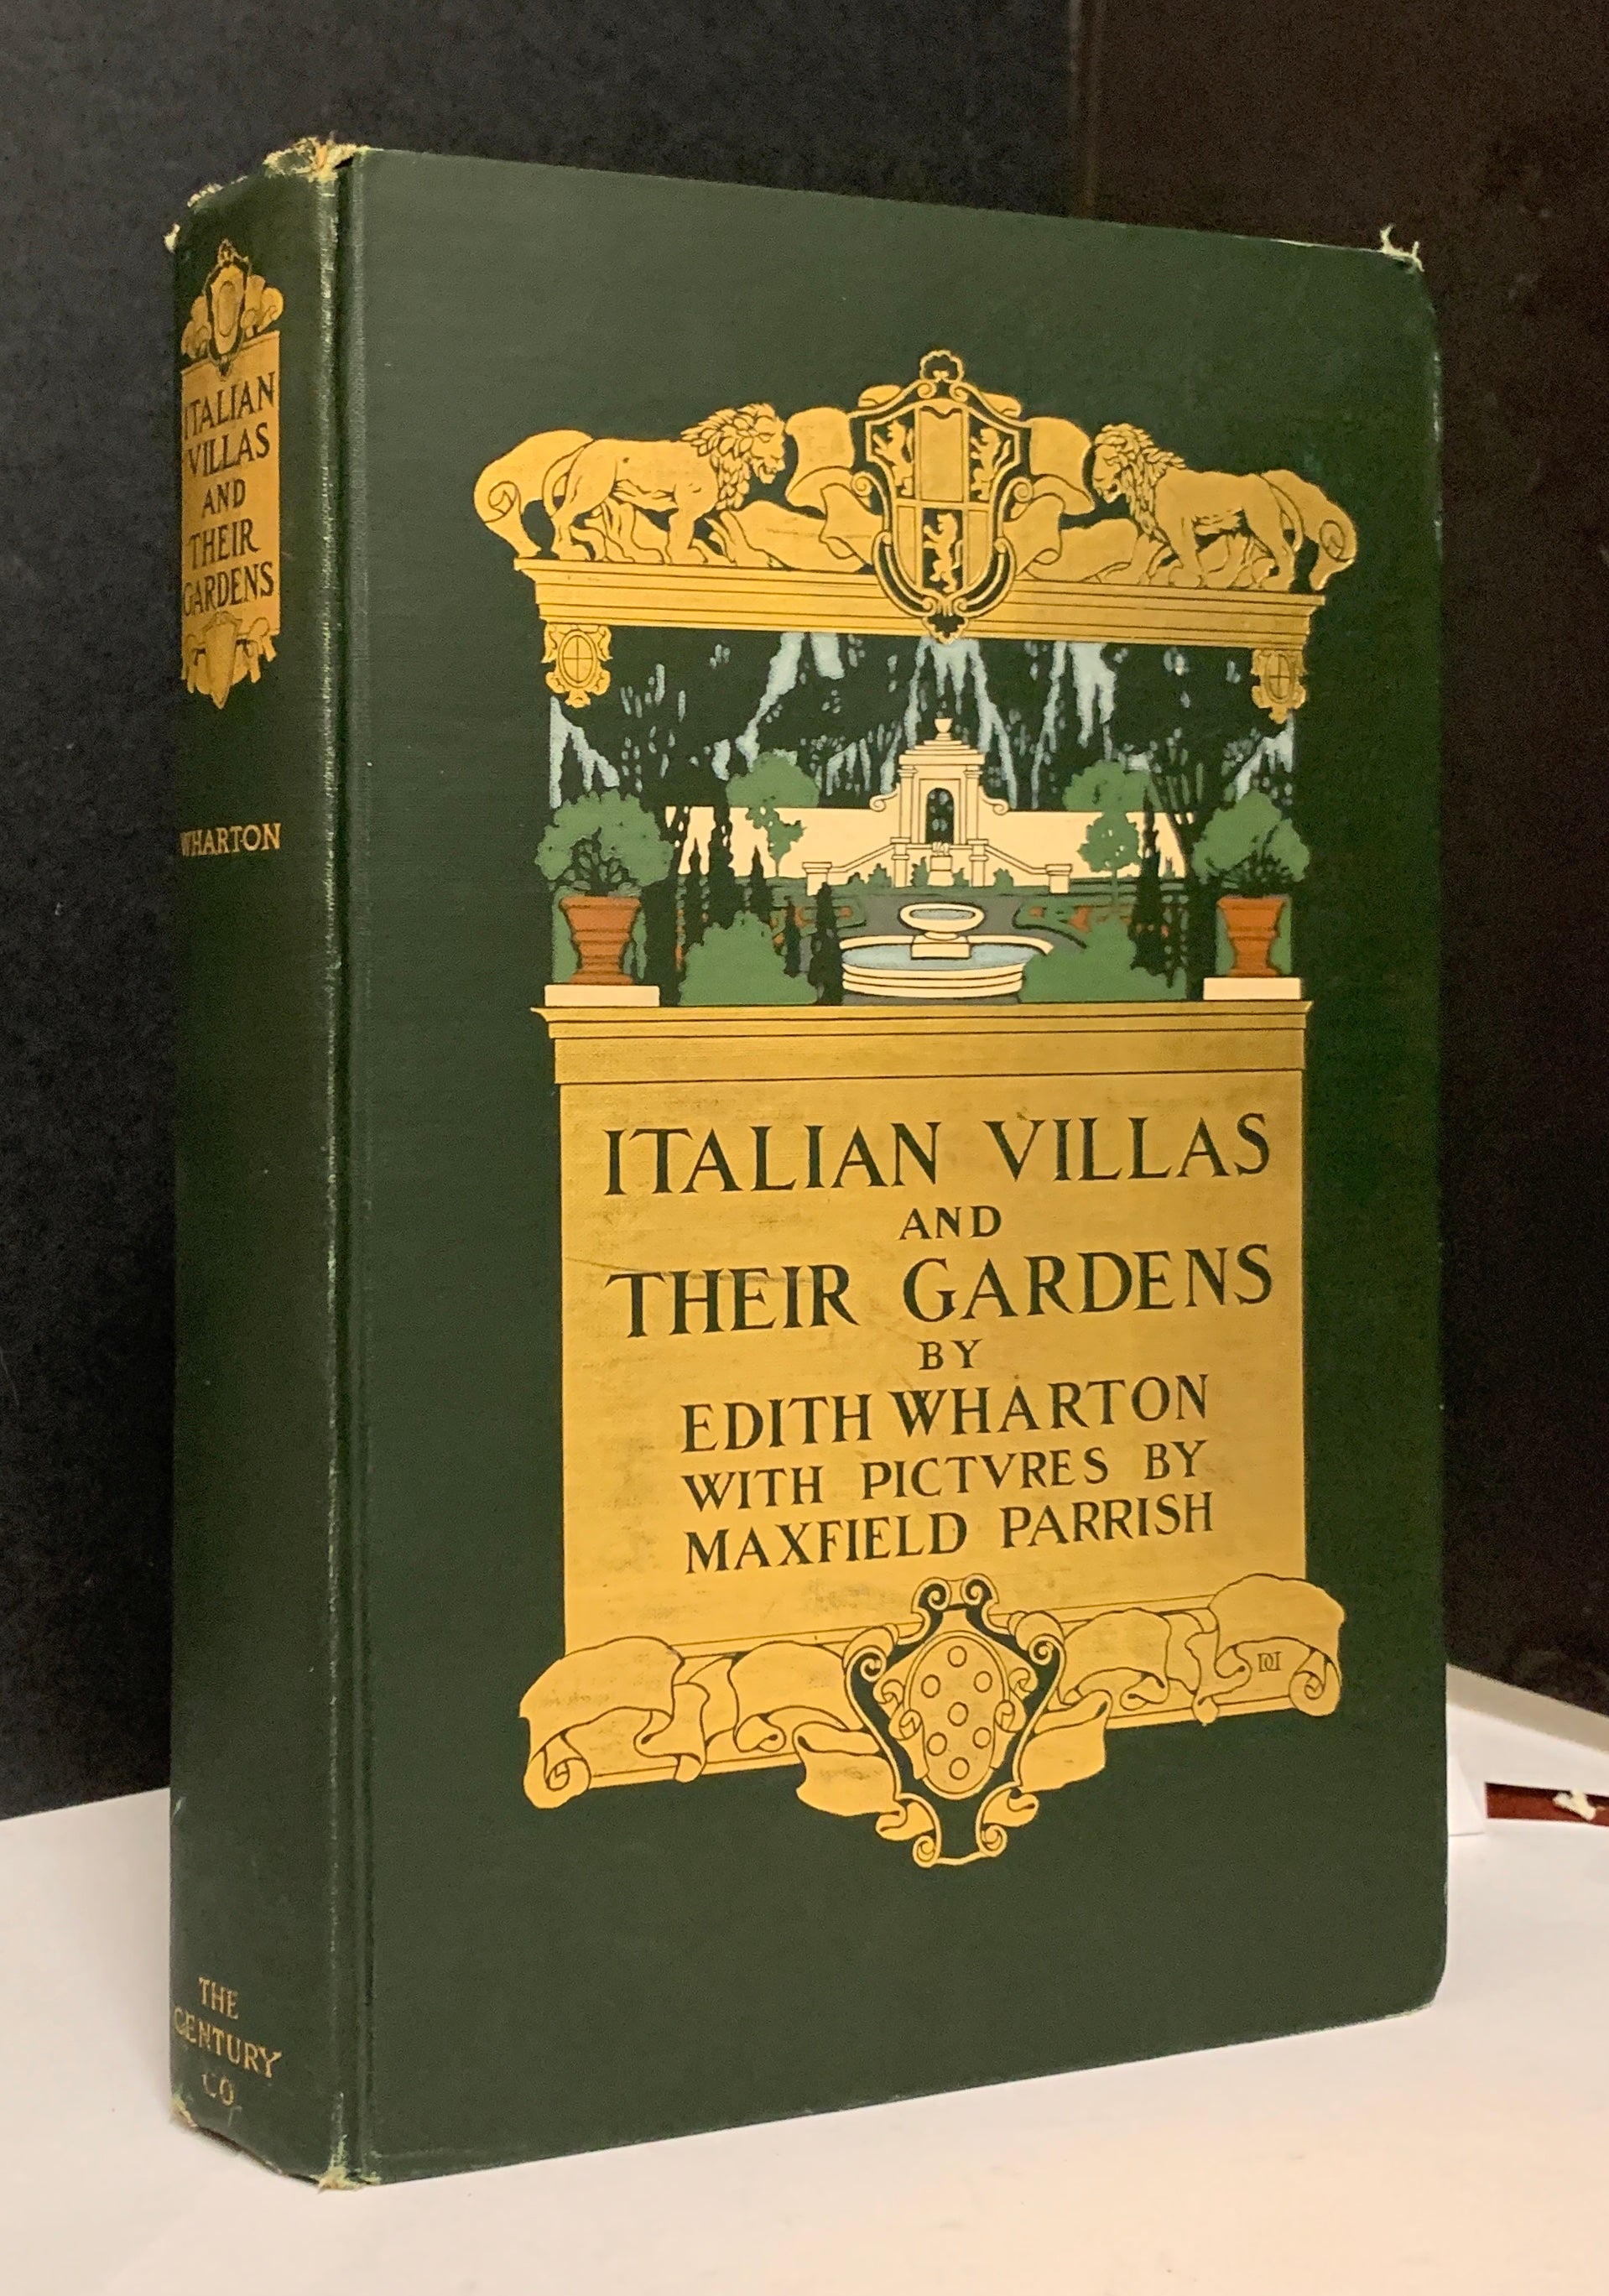 ITALIAN
VILLAS
AND
THEIR
GARDENS
WHARTON
THE
CENTURY
CO
ITALIAN VILLAS
AND
THEIR GARDENS
BY
EDITH WHARTON
WITH PICTVRES BY
MAXFIELD PARRISH